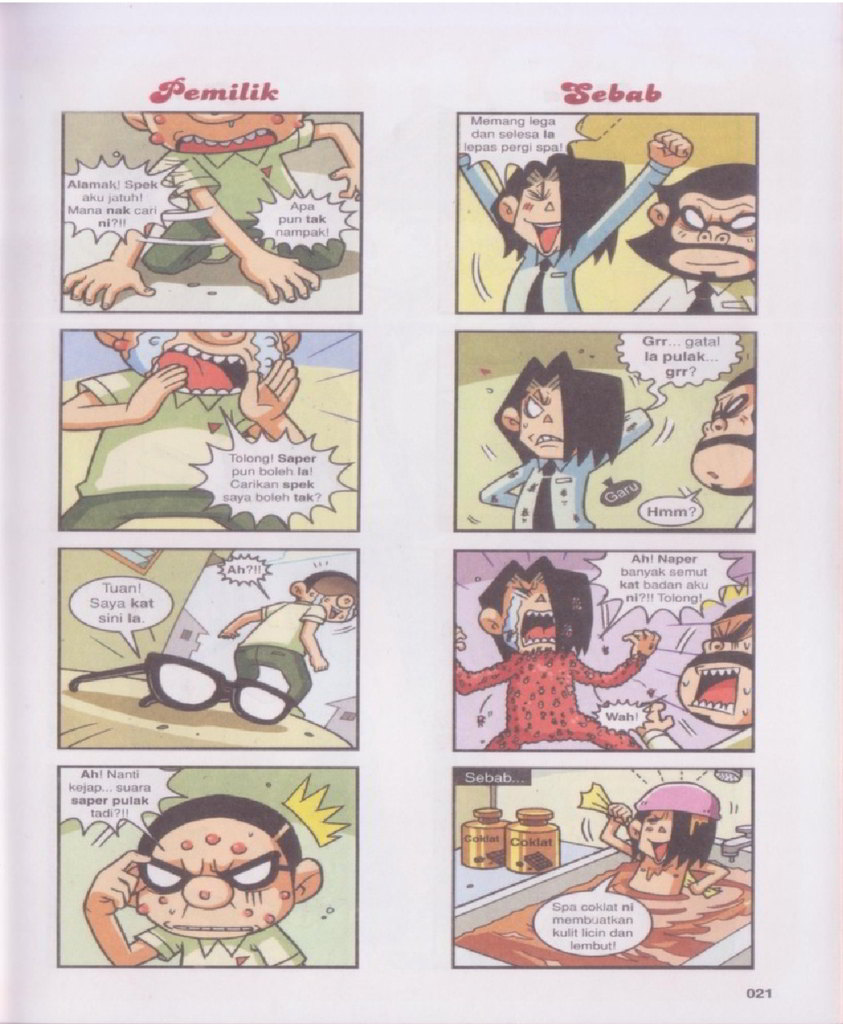 Pemilik
Alamak! Spek
aku jatuh!
Mana nak cari
ni?!!
Apa
pun tak
nampak!
Tolong! Saper
pun boleh la!
Carikan spek
saya boleh tak?
Ah?!!
Tuan!
Saya kat
sini la.
Ah! Nanti
kejap... suara
saper pulak
tadi?!!
Sebab
Memang lega
dan selesa la
lepas pergi spa!
Grr... gatal
la pulak...
grr?
Garu
Hmm?
Ah! Naper
banyak semut
kat badan aku
ni?!! Tolong!
Wah!
Sebab...
Coklat
Coklat
Spa coklat ni
membuatkan
kulit licin dan
lembut!
021